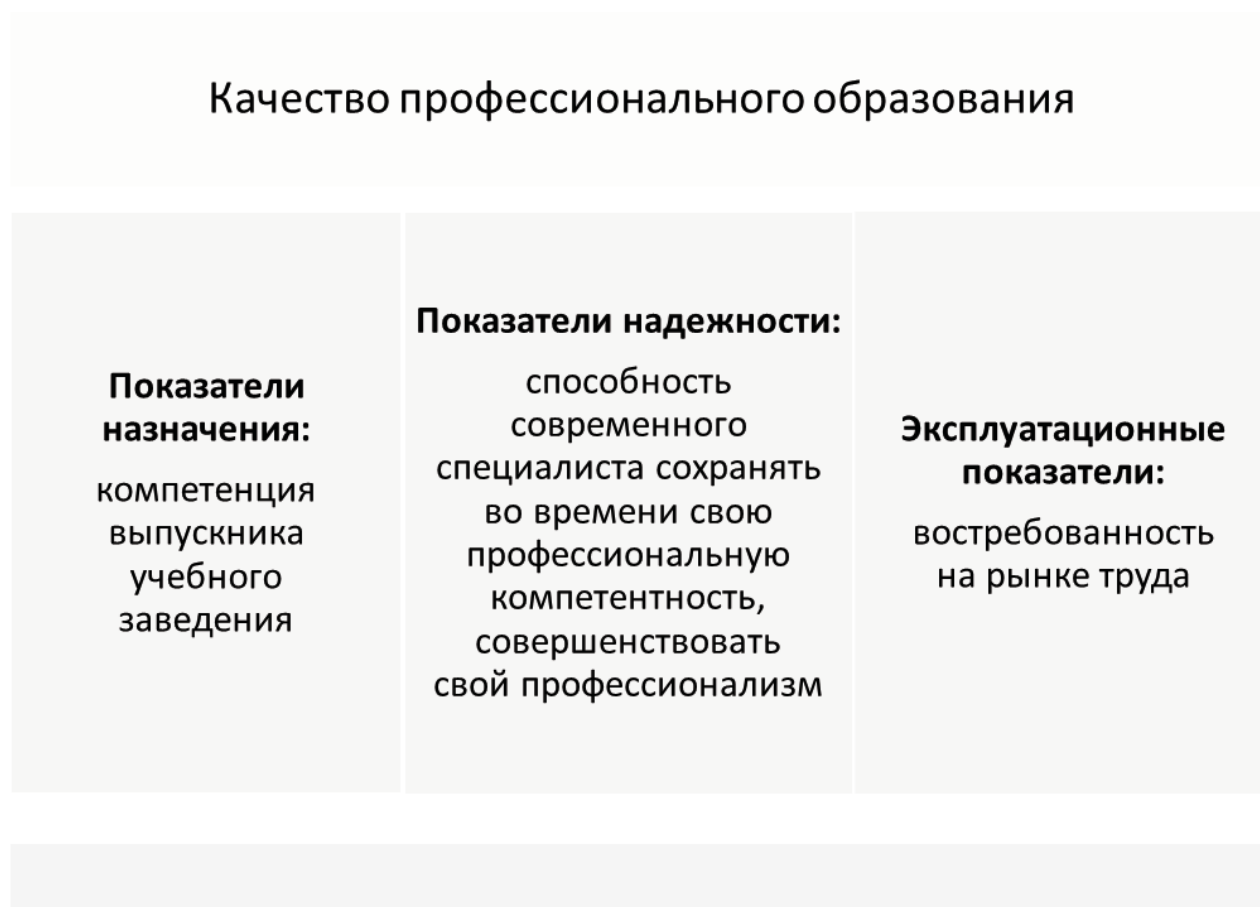 Качество профессионального образования
Показатели
назначения:
компетенция
выпускника
учебного
заведения
Показатели надежности:
способность
современного
специалиста сохранять
во времени свою
профессиональную
компетентность,
совершенствовать
свой профессионализм
Эксплуатационные
показатели:
востребованность
на рынке труда